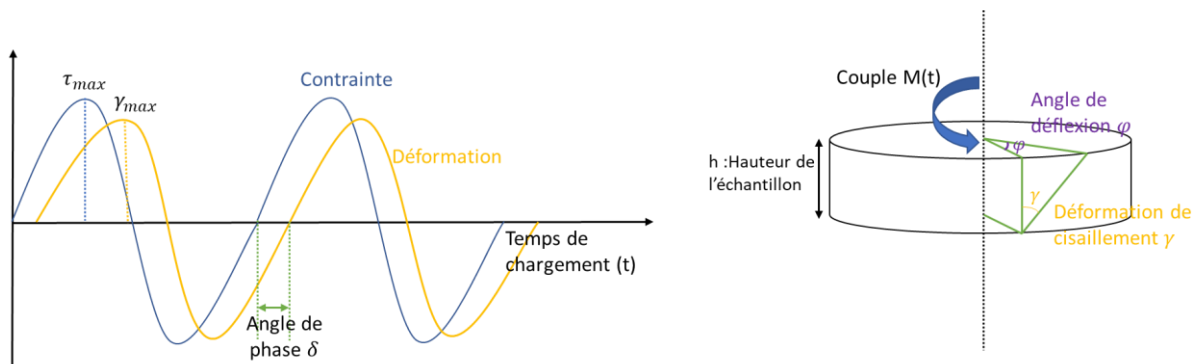 τmax
γmax
Contrainte
Déformation
Temps de
chargement (t)
Angle de
phase δ
Couple M(t)
Angle de
déflexion φ
φ
h :Hauteur de
l'échantillon
γ
Déformation de
cisaillement γ